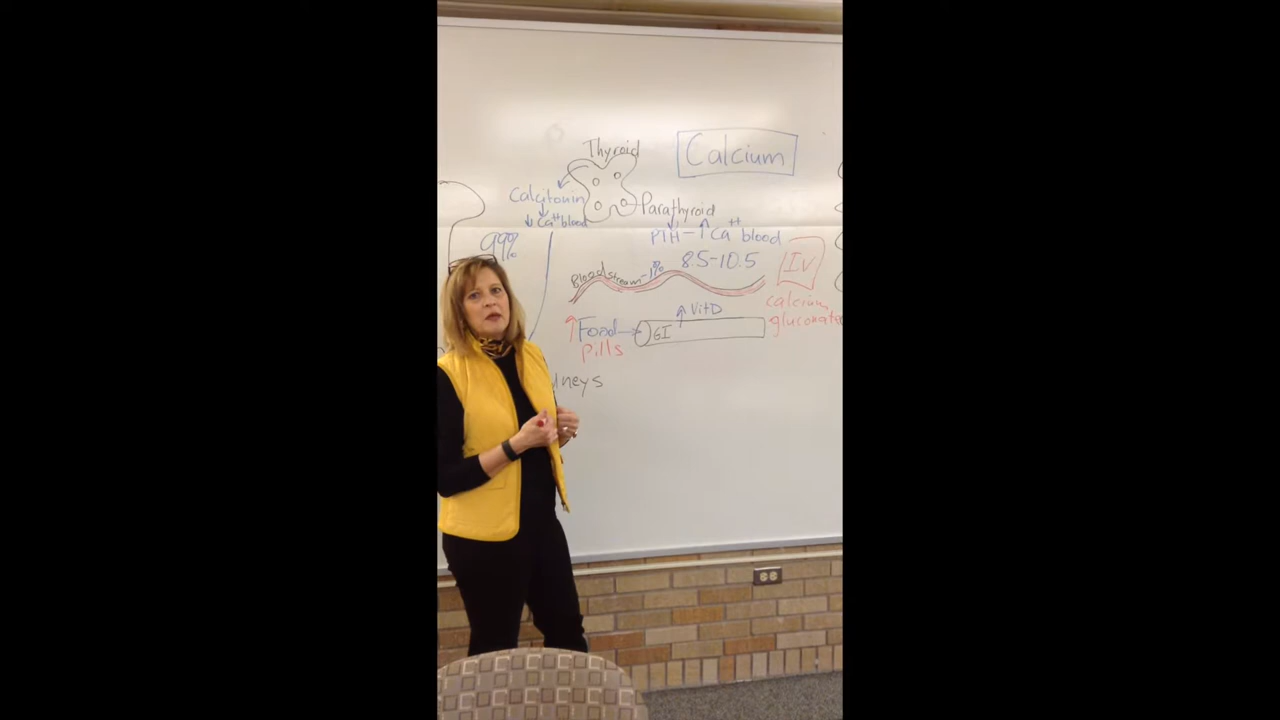 Thyroid
Calcium
Calcitonin
↓
↓ Ca++ blood
Parathyroid
↓
PTH-↑Ca++ blood
99%
8.5-10.5
IV
Bloodstream-1%
calcium
gluconate
↑ VitD
↑ Food → GI
pills